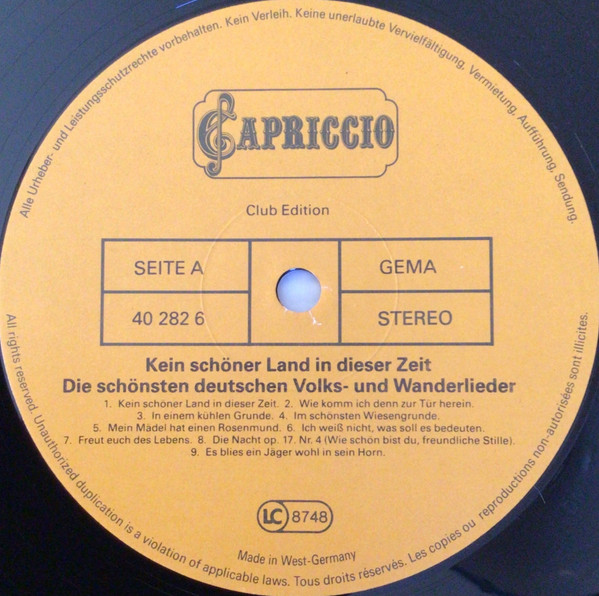 Alle Urheber- und Leistungsschutzrechte vorbehalten. Kein Verleih. Keine unerlaubte Vervielfältigung, Vermietung, Aufführung, Sendung.
CAPRICCIO
Club Edition
SEITE A
GEMA
40 282 6
STEREO
Kein schöner Land in dieser Zeit
Die schönsten deutschen Volks- und Wanderlieder
1. Kein schöner Land in dieser Zeit. 2. Wie komm ich denn zur Tür herein.
3. In einem kühlen Grunde. 4. Im schönsten Wiesengrunde.
5. Mein Mädel hat einen Rosenmund. 6. Ich weiß nicht, was soll es bedeuten.
7. Freut euch des Lebens. 8. Die Nacht op. 17. Nr. 4 (Wie schön bist du, freundliche Stille).
9. Es blies ein Jäger wohl in sein Horn.
LC 8748
Made in West-Germany
All rights reserved. Unauthorized duplication is a violation of applicable laws. Tous droits réservés. Les copies ou reproductions non-autorisées sont illicites.